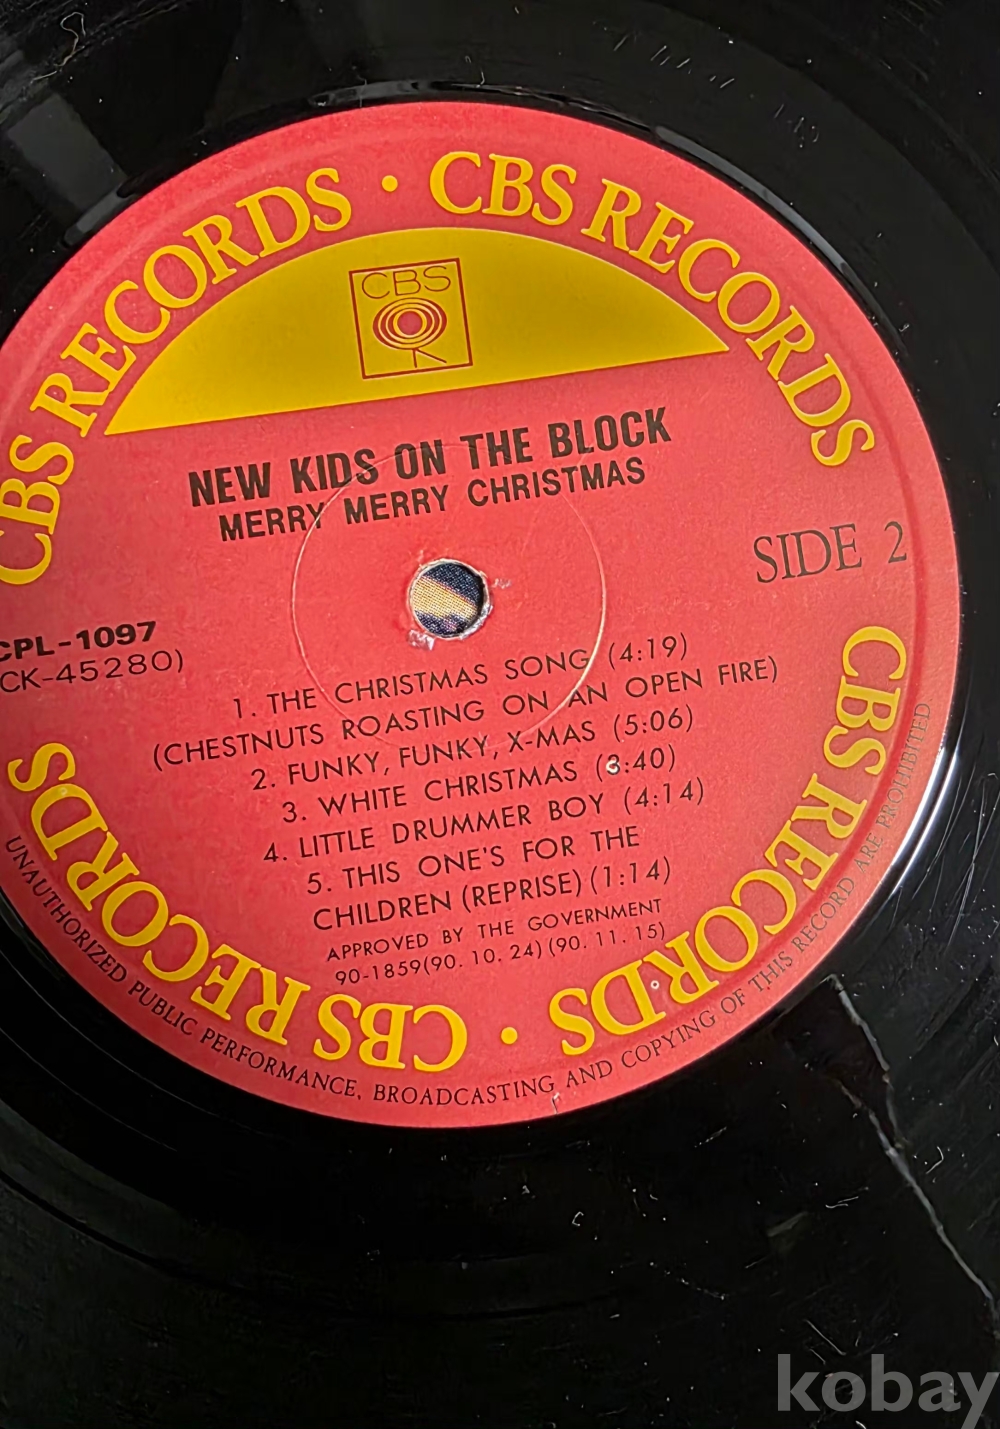 CBS RECORDS · CBS RECORDS
CBS
NEW KIDS ON THE BLOCK
MERRY MERRY CHRISTMAS
SIDE 2
CPL-1097
CK-45280)
1. THE CHRISTMAS SONG (4:19)
(CHESTNUTS ROASTING ON AN OPEN FIRE)
2. FUNKY, FUNKY, X-MAS (5:06)
3. WHITE CHRISTMAS (3:40)
4. LITTLE DRUMMER BOY (4:14)
5. THIS ONE'S FOR THE
CHILDREN (REPRISE) (1:14)
APPROVED BY THE GOVERNMENT
90-1859(90. 10. 24)(90. 11. 15)
CBS RECORDS · CBS RECORDS
UNAUTHORIZED PUBLIC PERFORMANCE, BROADCASTING AND COPYING OF THIS RECORD ARE PROHIBITED.
kobay